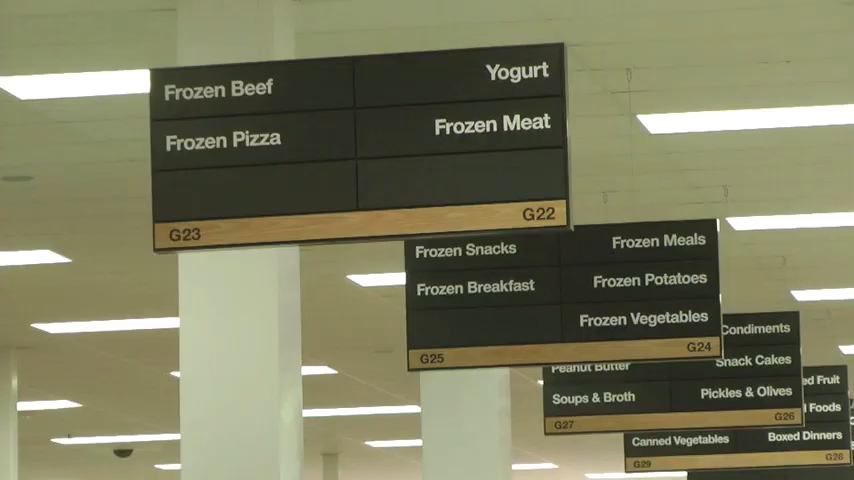 Frozen Beef
Yogurt
Frozen Pizza
Frozen Meat
G23
G22
Frozen Snacks
Frozen Meals
Frozen Breakfast
Frozen Potatoes
Frozen Vegetables
G25
G24
Condiments
Peanut Butter
Snack Cakes
Soups & Broth
Pickles & Olives
G27
G26
Fruit
Foods
Canned Vegetables
Boxed Dinners
G29
G28